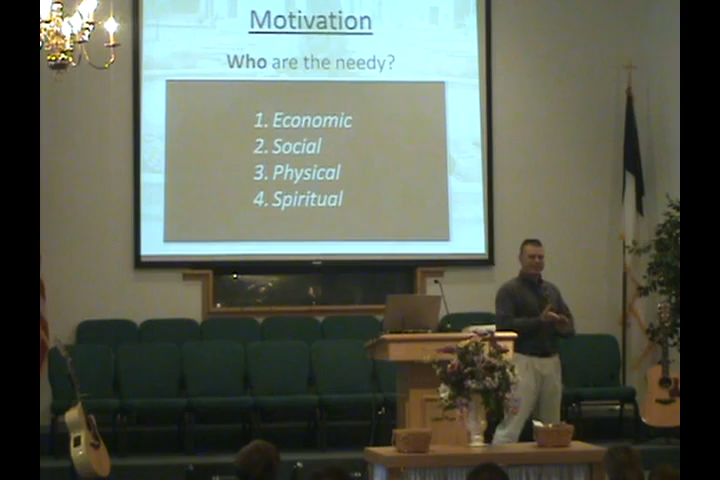 Motivation
Who are the needy?
1. Economic
2. Social
3. Physical
4. Spiritual